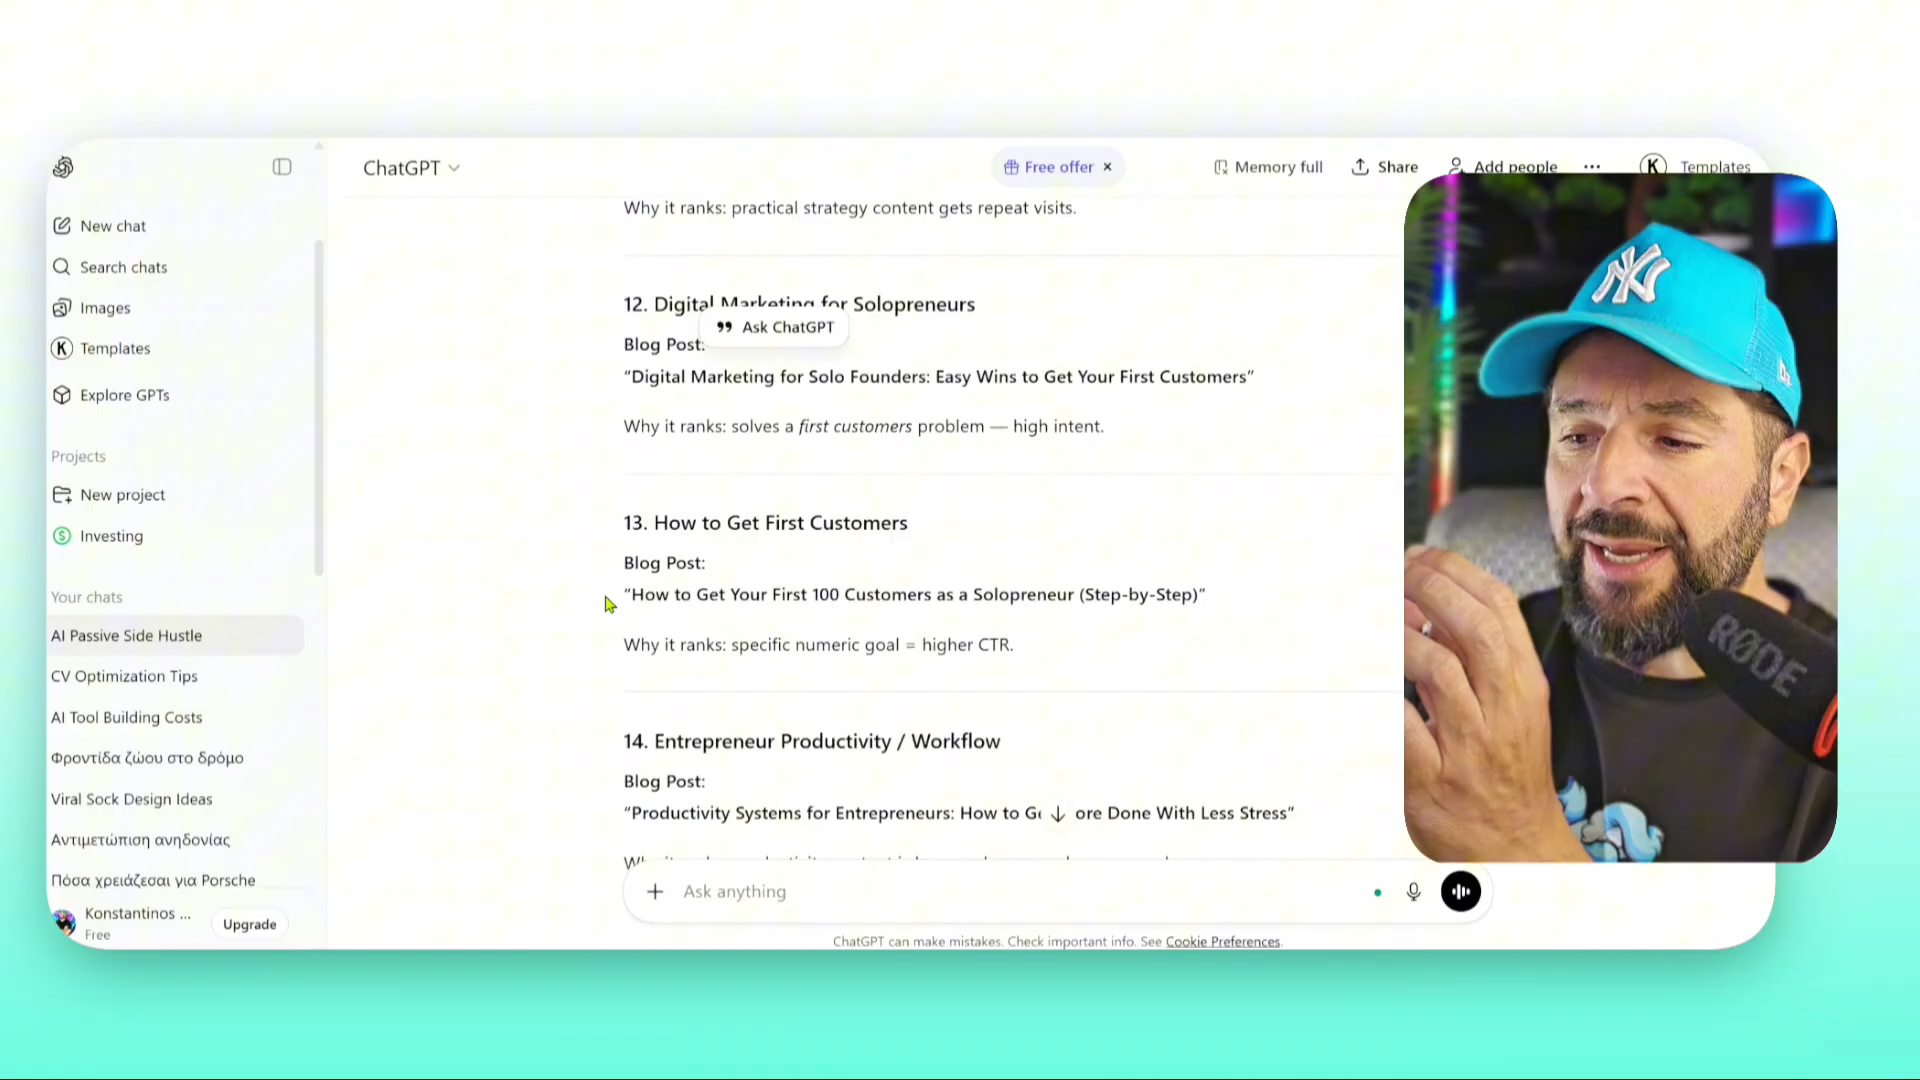 ChatGPT
Free offer ×
Memory full
Share
Add people
K Templates
New chat
Search chats
Images
K Templates
Explore GPTs
Projects
New project
Investing
Your chats
AI Passive Side Hustle
CV Optimization Tips
AI Tool Building Costs
Φροντίδα ζώου στο δρόμο
Viral Sock Design Ideas
Αντιμετώπιση ανηδονίας
Πόσα χρειάζεσαι για Porsche
Konstantinos ...
Free
Upgrade
Why it ranks: practical strategy content gets repeat visits.
12. Digital Marketing for Solopreneurs
Ask ChatGPT
Blog Post:
“Digital Marketing for Solo Founders: Easy Wins to Get Your First Customers”
Why it ranks: solves a first customers problem — high intent.
13. How to Get First Customers
Blog Post:
“How to Get Your First 100 Customers as a Solopreneur (Step-by-Step)”
Why it ranks: specific numeric goal = higher CTR.
14. Entrepreneur Productivity / Workflow
Blog Post:
“Productivity Systems for Entrepreneurs: How to Ge ore Done With Less Stress”
Ask anything
ChatGPT can make mistakes. Check important info. See Cookie Preferences.
NY
RØDE